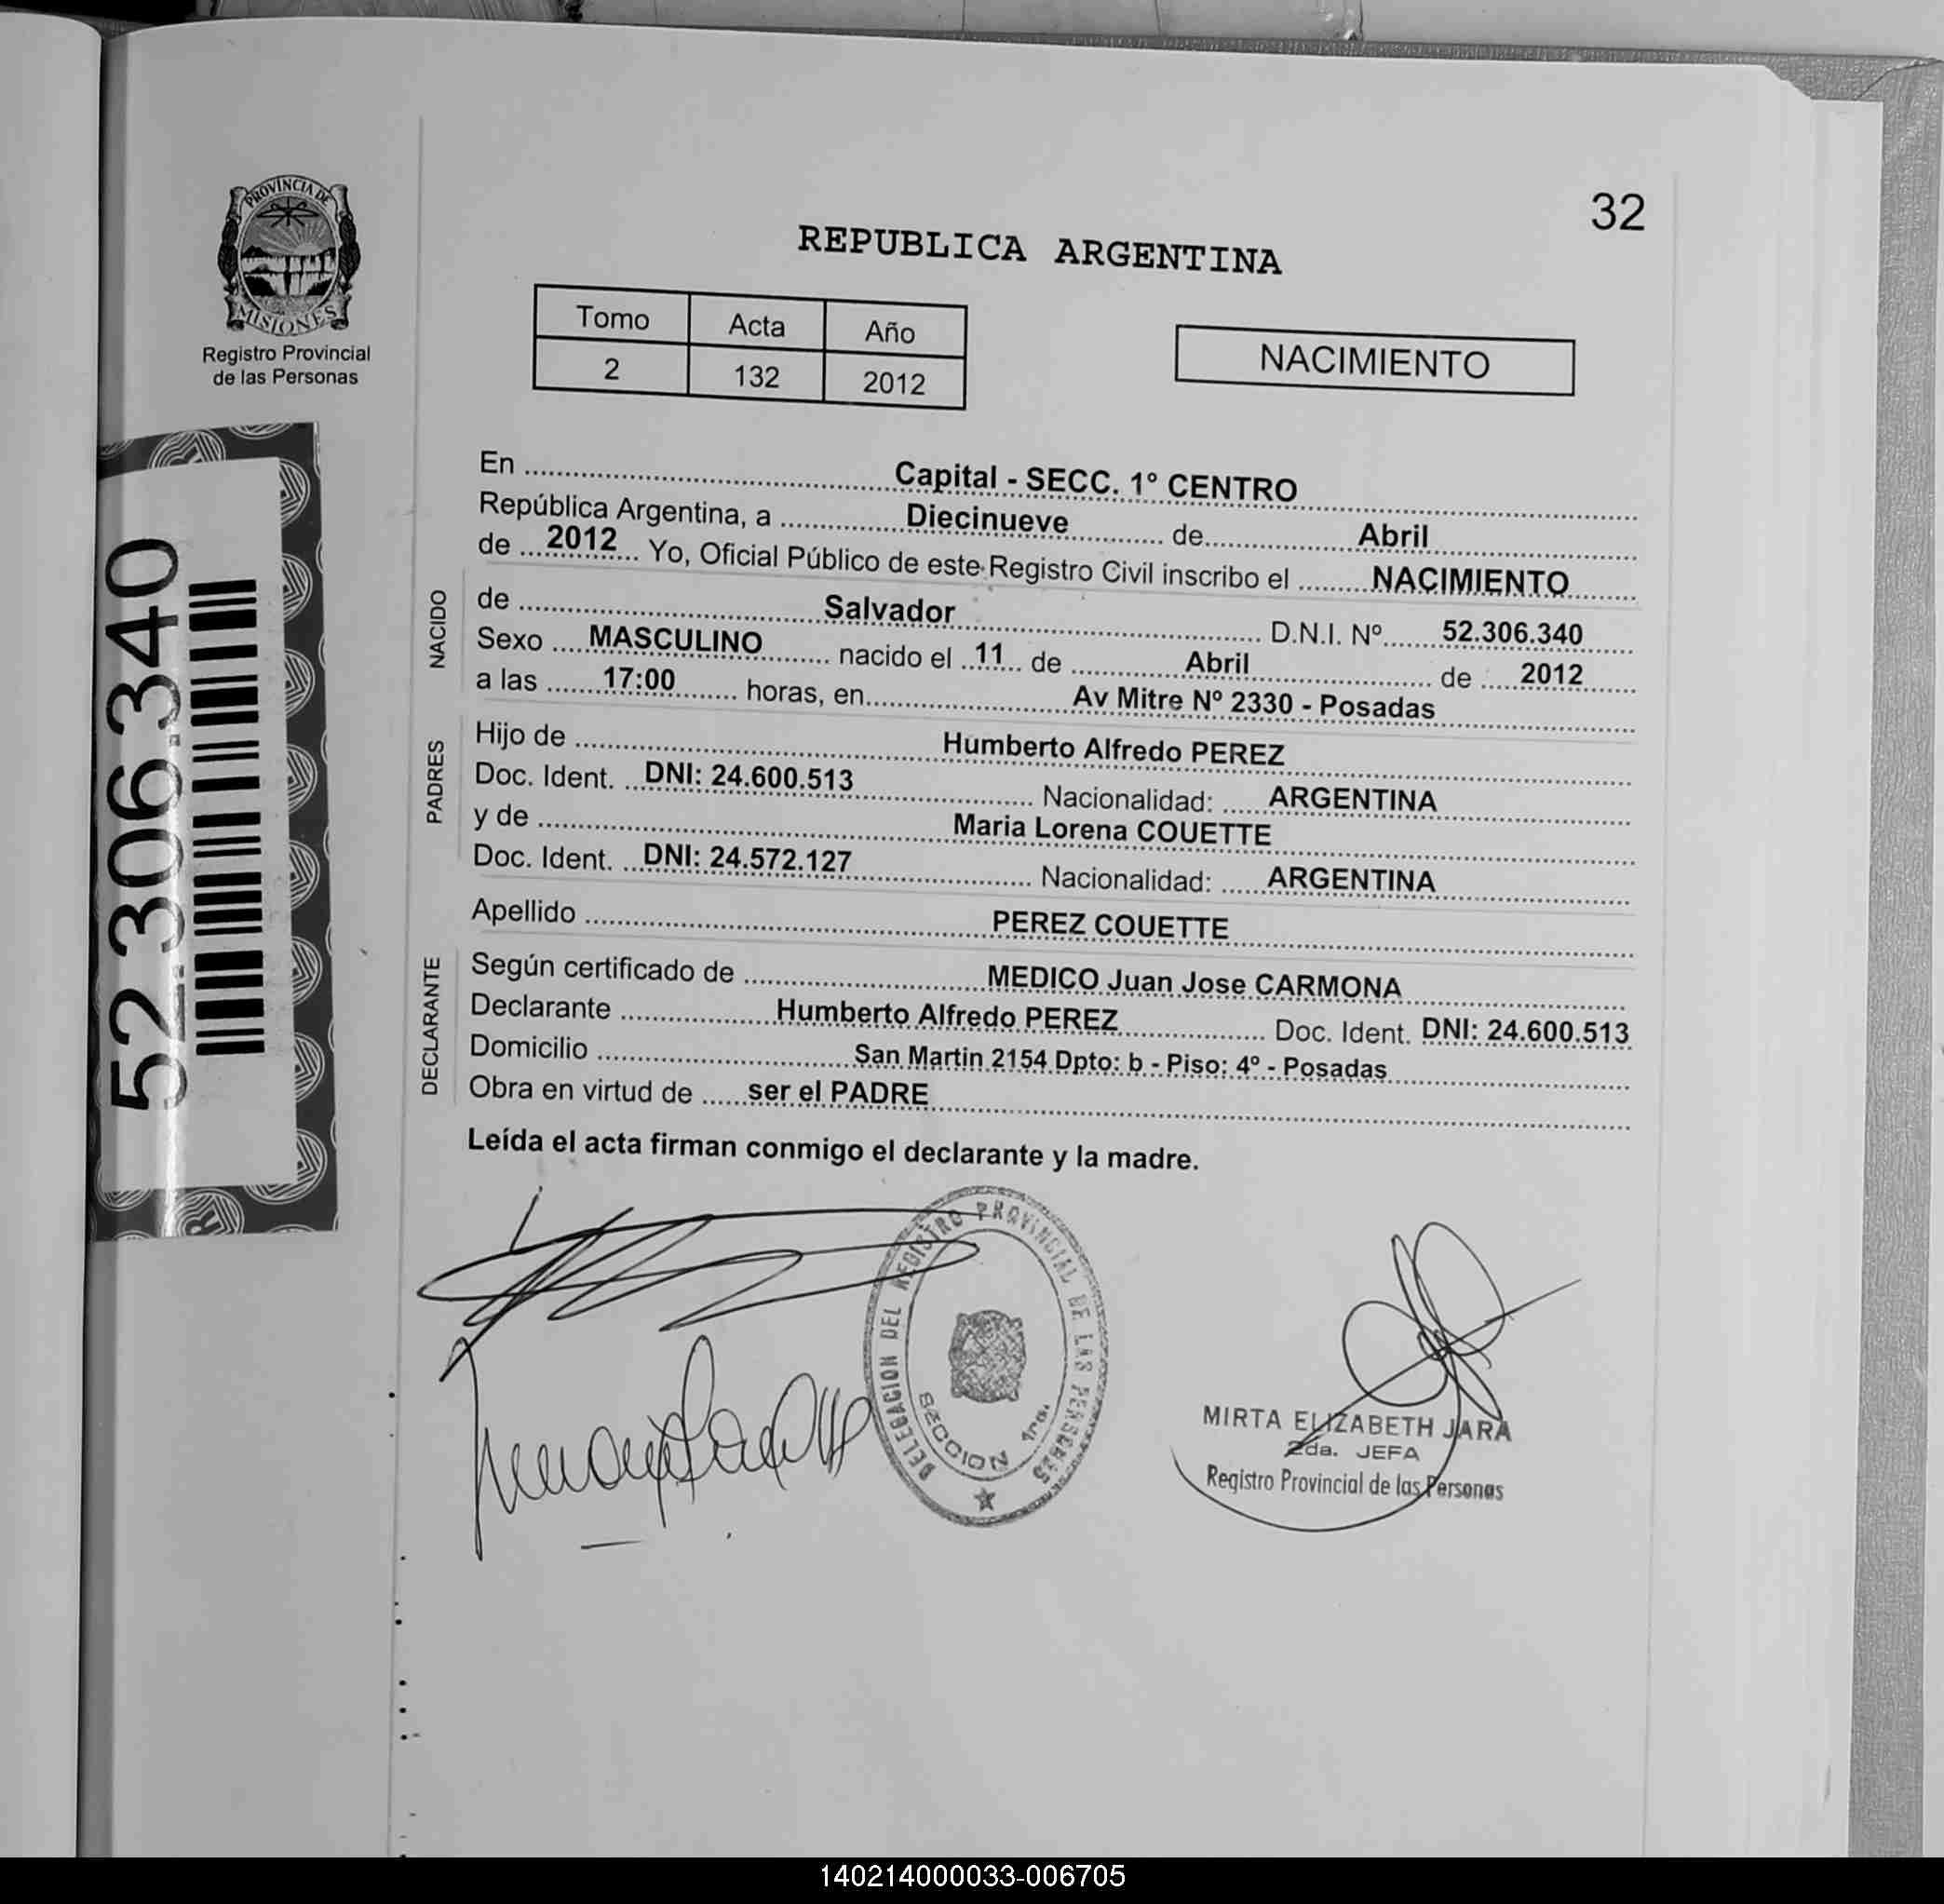 32
PROVINCIA DE
MISIONES
Registro Provincial
de las Personas
REPUBLICA ARGENTINA
Tomo Acta Año
2 132 2012
NACIMIENTO
52.306.340
En Capital - SECC. 1º CENTRO
República Argentina, a Diecinueve de Abril
de 2012 Yo, Oficial Público de este Registro Civil inscribo el NACIMIENTO
NACIDO
de Salvador D.N.I. Nº 52.306.340
Sexo MASCULINO nacido el 11 de Abril de 2012
a las 17:00 horas, en Av Mitre Nº 2330 - Posadas
PADRES
Hijo de Humberto Alfredo PEREZ
Doc. Ident. DNI: 24.600.513 Nacionalidad: ARGENTINA
y de Maria Lorena COUETTE
Doc. Ident. DNI: 24.572.127 Nacionalidad: ARGENTINA
Apellido PEREZ COUETTE
DECLARANTE
Según certificado de MEDICO Juan Jose CARMONA
Declarante Humberto Alfredo PEREZ Doc. Ident. DNI: 24.600.513
Domicilio San Martin 2154 Dpto: b - Piso: 4º - Posadas
Obra en virtud de ser el PADRE
Leída el acta firman conmigo el declarante y la madre.
DELEGACION DEL REGISTRO PROVINCIAL DE LAS PERSONAS
SECCION 1ra.
MIRTA ELIZABETH JARA
2da. JEFA
Registro Provincial de las Personas
140214000033-006705